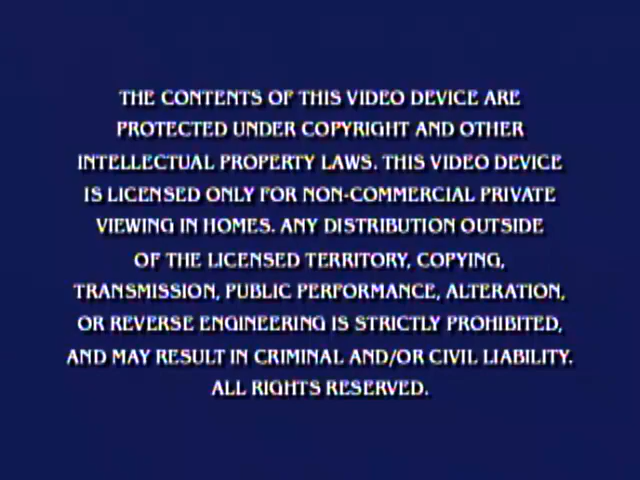 THE CONTENTS OF THIS VIDEO DEVICE ARE
PROTECTED UNDER COPYRIGHT AND OTHER
INTELLECTUAL PROPERTY LAWS. THIS VIDEO DEVICE
IS LICENSED ONLY FOR NON-COMMERCIAL PRIVATE
VIEWING IN HOMES. ANY DISTRIBUTION OUTSIDE
OF THE LICENSED TERRITORY, COPYING,
TRANSMISSION, PUBLIC PERFORMANCE, ALTERATION,
OR REVERSE ENGINEERING IS STRICTLY PROHIBITED,
AND MAY RESULT IN CRIMINAL AND/OR CIVIL LIABILITY.
ALL RIGHTS RESERVED.